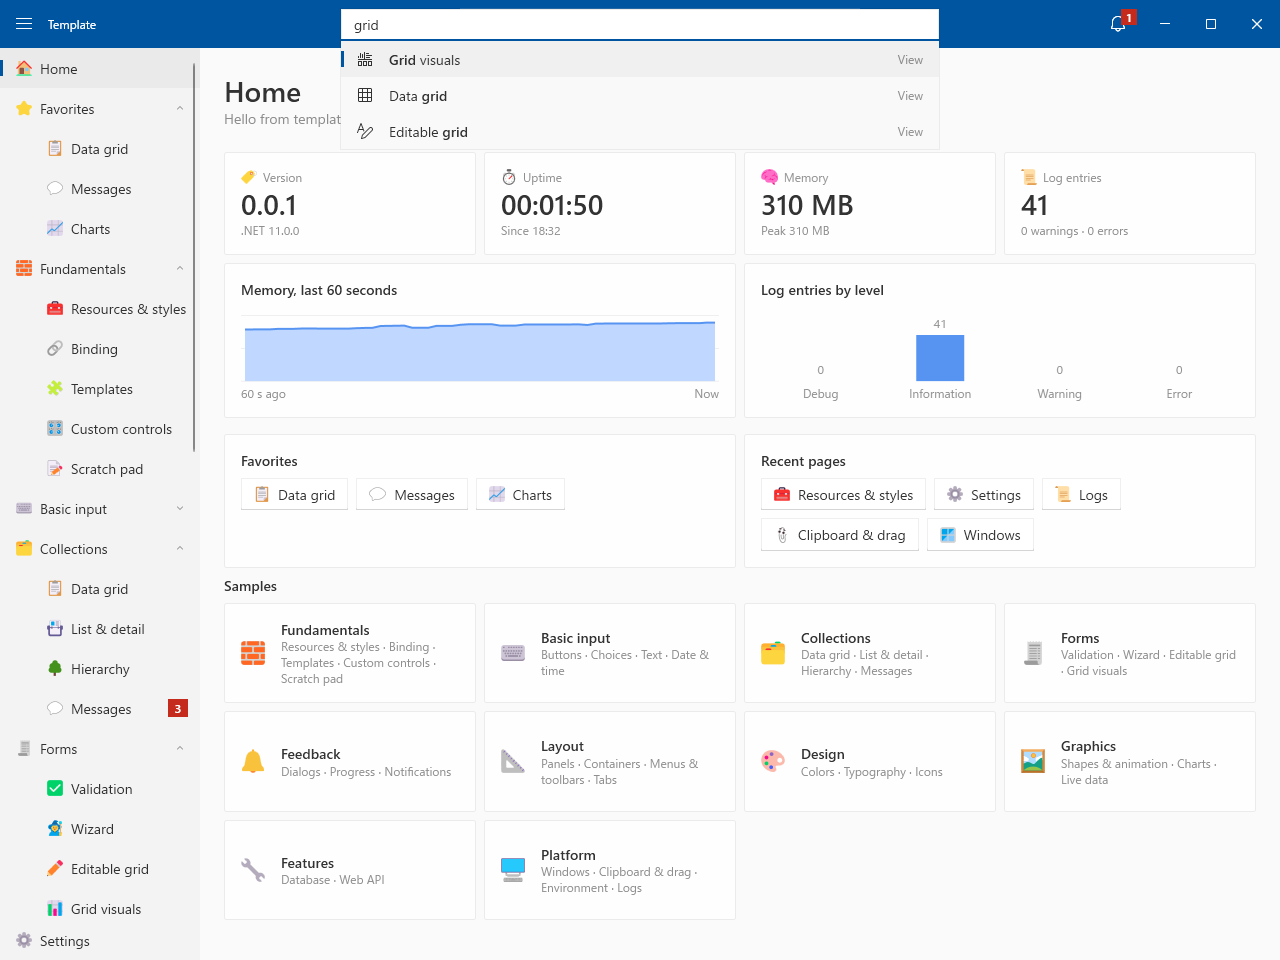 Template
grid
1
Grid visuals View
Data grid View
Editable grid View
Home
Favorites
Data grid
Messages
Charts
Fundamentals
Resources & styles
Binding
Templates
Custom controls
Scratch pad
Basic input
Collections
Data grid
List & detail
Hierarchy
Messages 3
Forms
Validation
Wizard
Editable grid
Grid visuals
Settings
Home
Hello from templat
Version
0.0.1
.NET 11.0.0
Uptime
00:01:50
Since 18:32
Memory
310 MB
Peak 310 MB
Log entries
41
0 warnings · 0 errors
Memory, last 60 seconds
60 s ago Now
Log entries by level
0 41 0 0
Debug Information Warning Error
Favorites
Data grid Messages Charts
Recent pages
Resources & styles Settings Logs
Clipboard & drag Windows
Samples
Fundamentals
Resources & styles · Binding ·
Templates · Custom controls ·
Scratch pad
Basic input
Buttons · Choices · Text · Date &
time
Collections
Data grid · List & detail ·
Hierarchy · Messages
Forms
Validation · Wizard · Editable grid
· Grid visuals
Feedback
Dialogs · Progress · Notifications
Layout
Panels · Containers · Menus &
toolbars · Tabs
Design
Colors · Typography · Icons
Graphics
Shapes & animation · Charts ·
Live data
Features
Database · Web API
Platform
Windows · Clipboard & drag ·
Environment · Logs